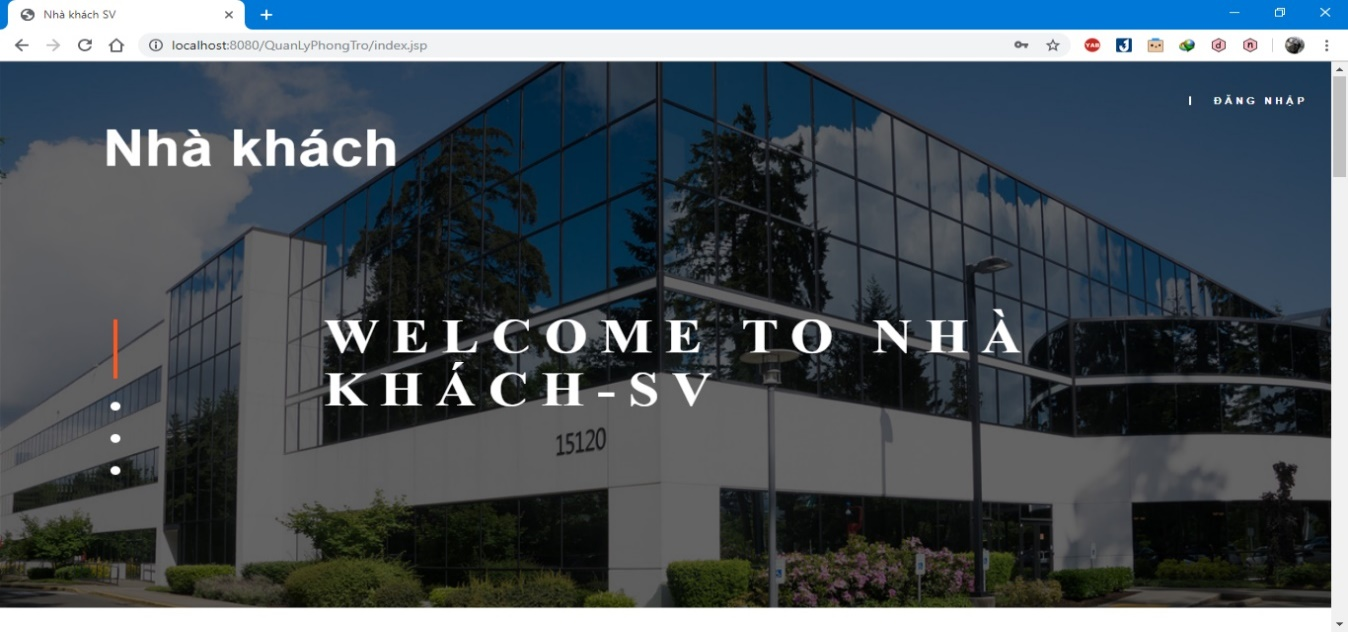 Nhà khách SV
localhost:8080/QuanLyPhongTro/index.jsp
| ĐĂNG NHẬP
Nhà khách
WELCOME TO NHÀ
KHÁCH-SV
15120